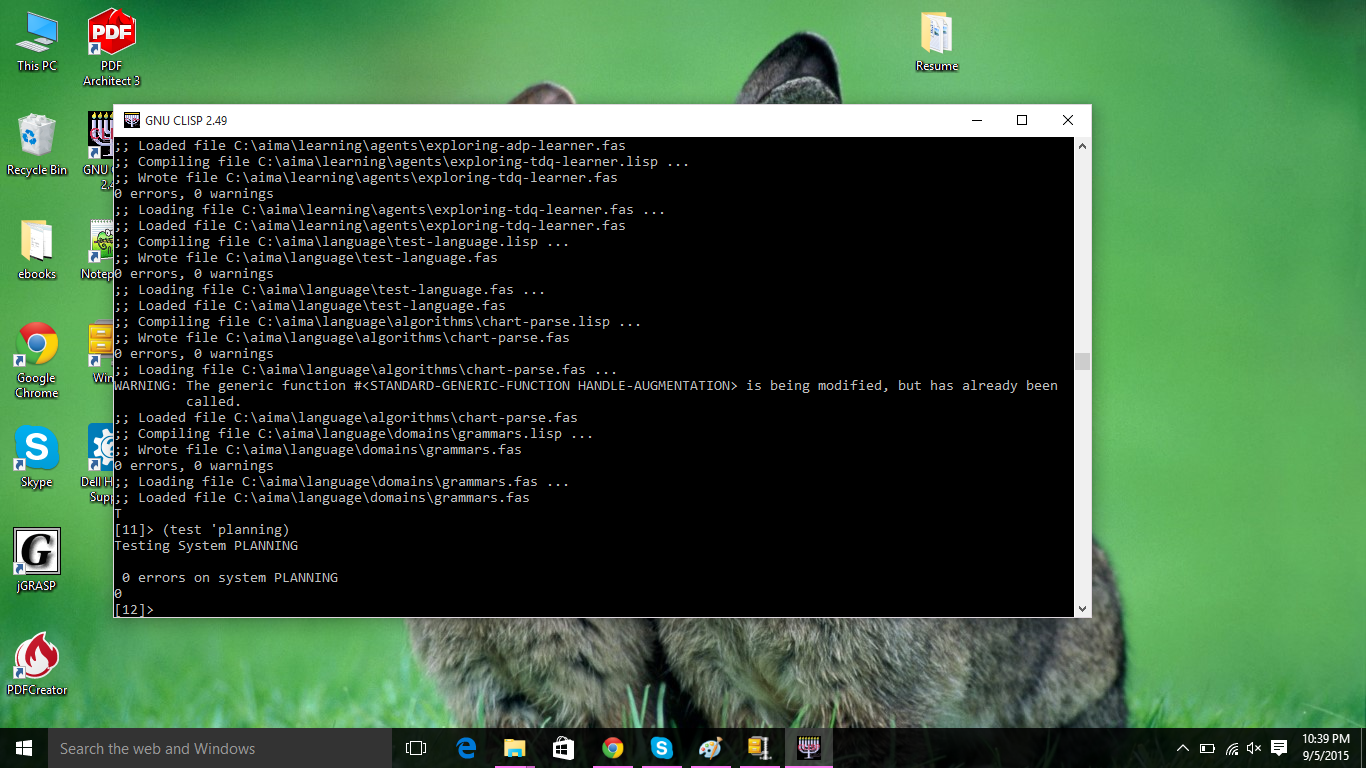 This PC
PDF
PDF
Architect 3
Resume
Recycle Bin
GNU
2.4
ebooks
Notep
Google
Chrome
Win
Skype
Dell H
Supp
G
jGRASP
PDFCreator
GNU CLISP 2.49
;; Loaded file C:\aima\learning\agents\exploring-adp-learner.fas
;; Compiling file C:\aima\learning\agents\exploring-tdq-learner.lisp ...
;; Wrote file C:\aima\learning\agents\exploring-tdq-learner.fas
0 errors, 0 warnings
;; Loading file C:\aima\learning\agents\exploring-tdq-learner.fas ...
;; Loaded file C:\aima\learning\agents\exploring-tdq-learner.fas
;; Compiling file C:\aima\language\test-language.lisp ...
;; Wrote file C:\aima\language\test-language.fas
0 errors, 0 warnings
;; Loading file C:\aima\language\test-language.fas ...
;; Loaded file C:\aima\language\test-language.fas
;; Compiling file C:\aima\language\algorithms\chart-parse.lisp ...
;; Wrote file C:\aima\language\algorithms\chart-parse.fas
0 errors, 0 warnings
;; Loading file C:\aima\language\algorithms\chart-parse.fas ...
WARNING: The generic function #<STANDARD-GENERIC-FUNCTION HANDLE-AUGMENTATION> is being modified, but has already been
called.
;; Loaded file C:\aima\language\algorithms\chart-parse.fas
;; Compiling file C:\aima\language\domains\grammars.lisp ...
;; Wrote file C:\aima\language\domains\grammars.fas
0 errors, 0 warnings
;; Loading file C:\aima\language\domains\grammars.fas ...
;; Loaded file C:\aima\language\domains\grammars.fas
T
[11]> (test 'planning)
Testing System PLANNING
0 errors on system PLANNING
0
[12]>
Search the web and Windows
10:39 PM
9/5/2015